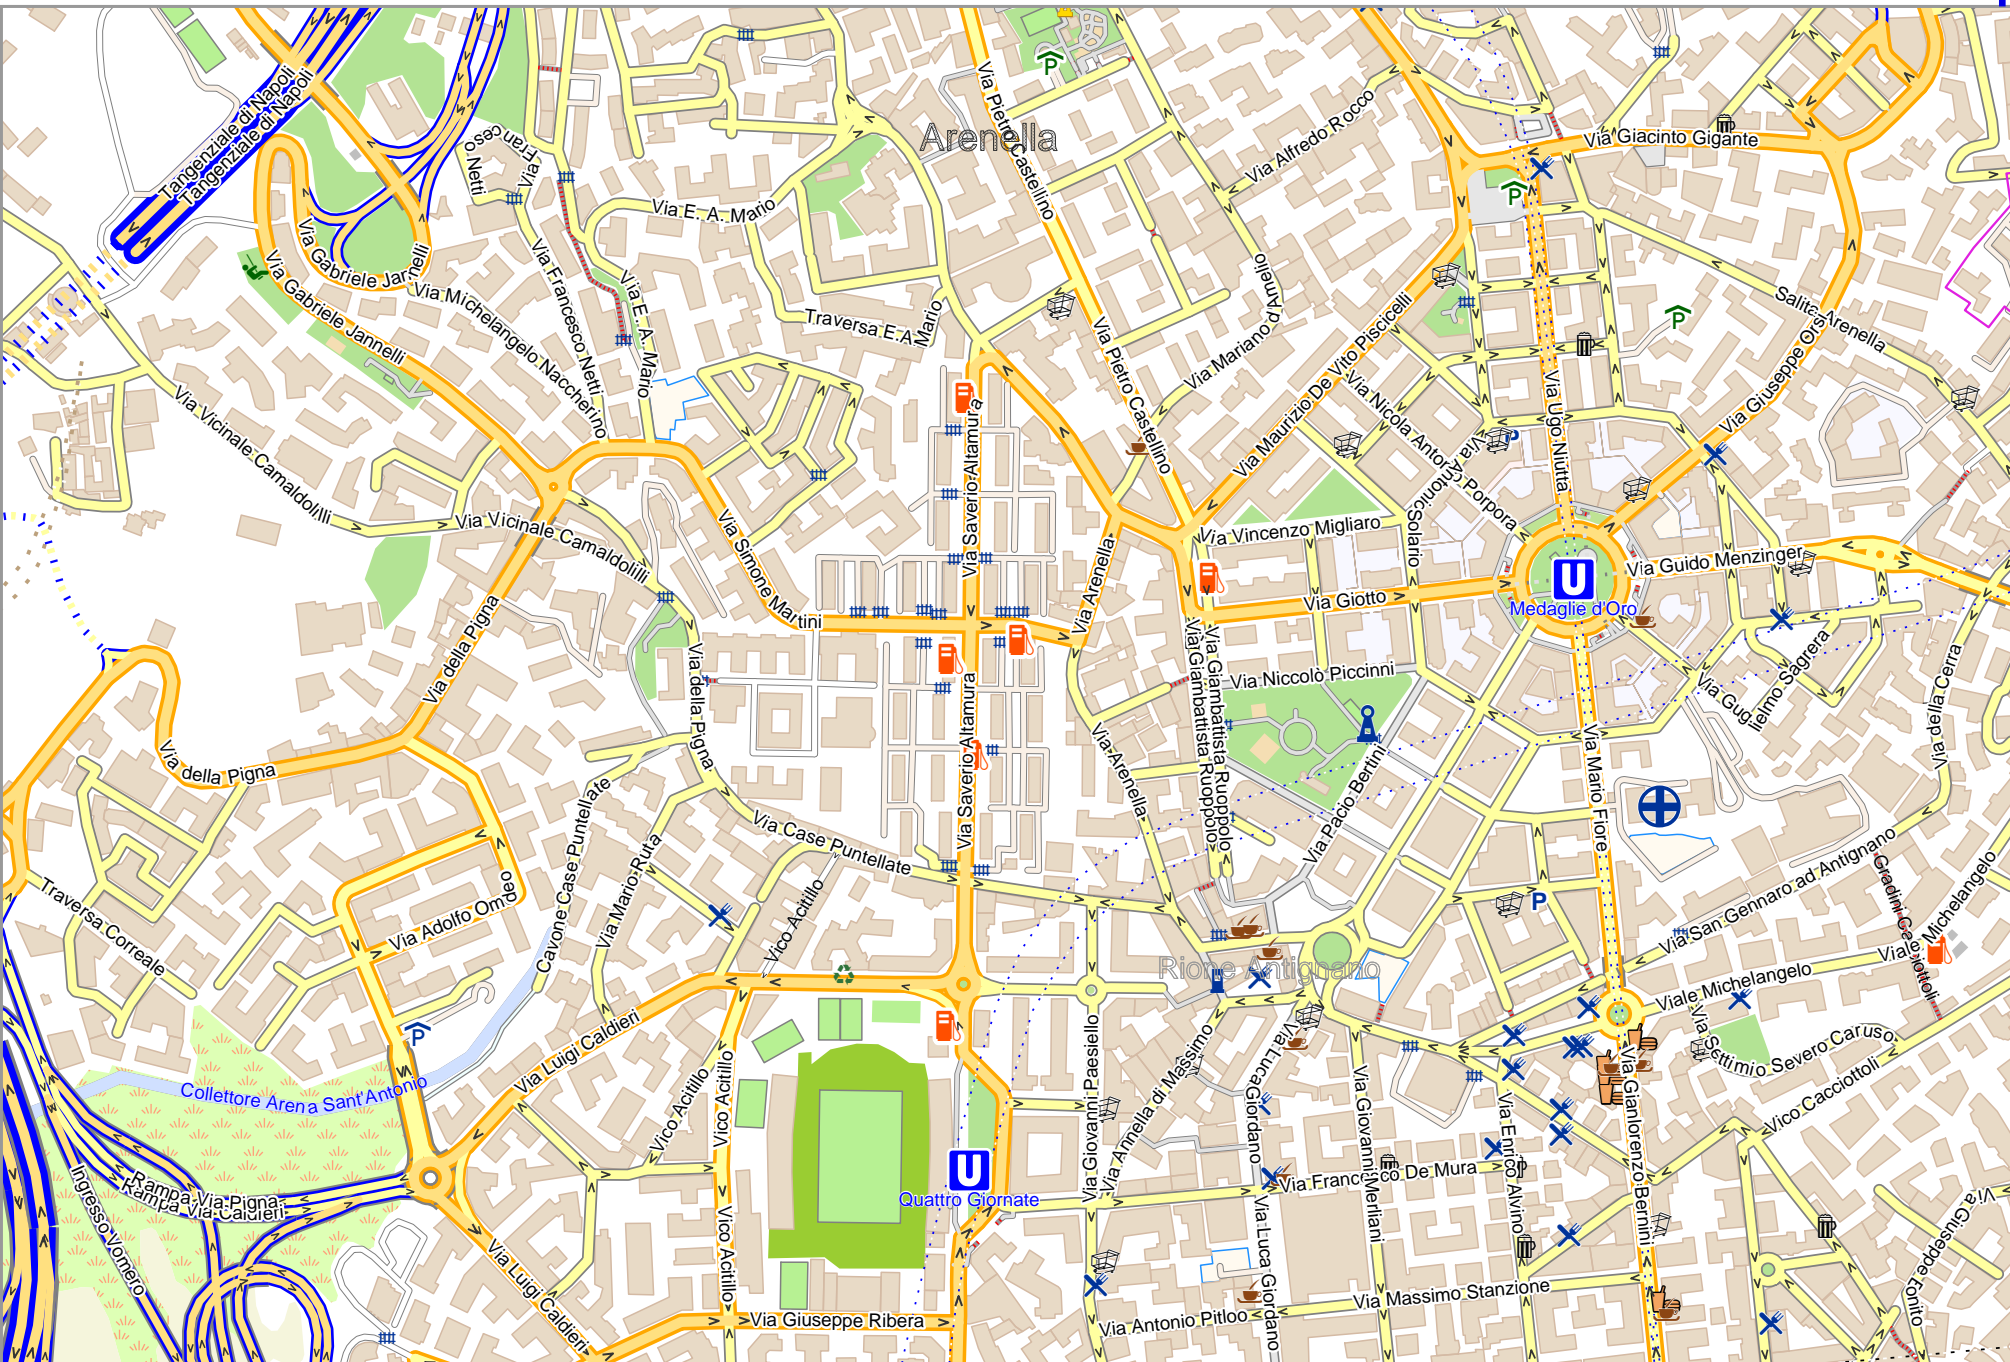 Tangenziale di Napoli
Tangenziale di Napoli
Via Francesco Netti
Via Pietro Castellino
Arenella
Via Alfredo Rocco
Via Giacinto Gigante
Via E. A. Mario
Via Gabriele Jannelli
Via Gabriele Jannelli
Via Michelangelo Naccherino
Via Francesco Netti
Via E. A. Mario
Traversa E.A. Mario
Via Mariano D'Amelio
Via Pietro Castellino
Via Maurizio De Vito Piscicelli
Salita Arenella
Via Giuseppe Orsi
Via Vicinale Camaldolilli
Via Nicola Antonio Porpora
Via Antonio Solario
Via Ugo Niutta
Via Saverio Altamura
Via Vicinale Camaldolilli
Via Simone Martini
Via Arenella
Via Vincenzo Migliaro
Via Guido Menzinger
Via Giotto
U
Medaglie d'Oro
Via della Pigna
Via della Pigna
Via della Pigna
Via Saverio Altamura
Via Giambattista Ruoppolo
Via Giambattista Ruoppolo
Via Niccolò Piccinni
Via Guglielmo Sagrera
Via Pella Cerra
Via Arenella
Via Pacio Bertini
Via Mario Fiore
Via Case Puntellate
Cavone Case Puntellate
Via Mario Ruta
Vico Acitillo
Traversa Correale
Via Adolfo Omodeo
P
Via San Gennaro ad Antignano
Gradini Cacciottoli
Viale Michelangelo
Viale Michelangelo
Rione Antignano
Via Luigi Caldieri
Via Settimio Severo Caruso
Vico Cacciottoli
Collettore Arena Sant'Antonio
Vico Acitillo
Vico Acitillo
Via Giovanni Paesiello
Via Annella di Massimo
Via Luca Giordano
Via Giovanni Merliani
Via Enrico Alvino
Via Gianlorenzo Bernini
Via Francesco De Mura
U
Quattro Giornate
Rampa Via Pigna
Rampa Via Caldieri
Ingresso Vomero
Via Luigi Caldieri
Vico Acitillo
Via Giuseppe Ribera
Via Antonio Pitloo
Via Luca Giordano
Via Massimo Stanzione
Via Giuseppe Bonito